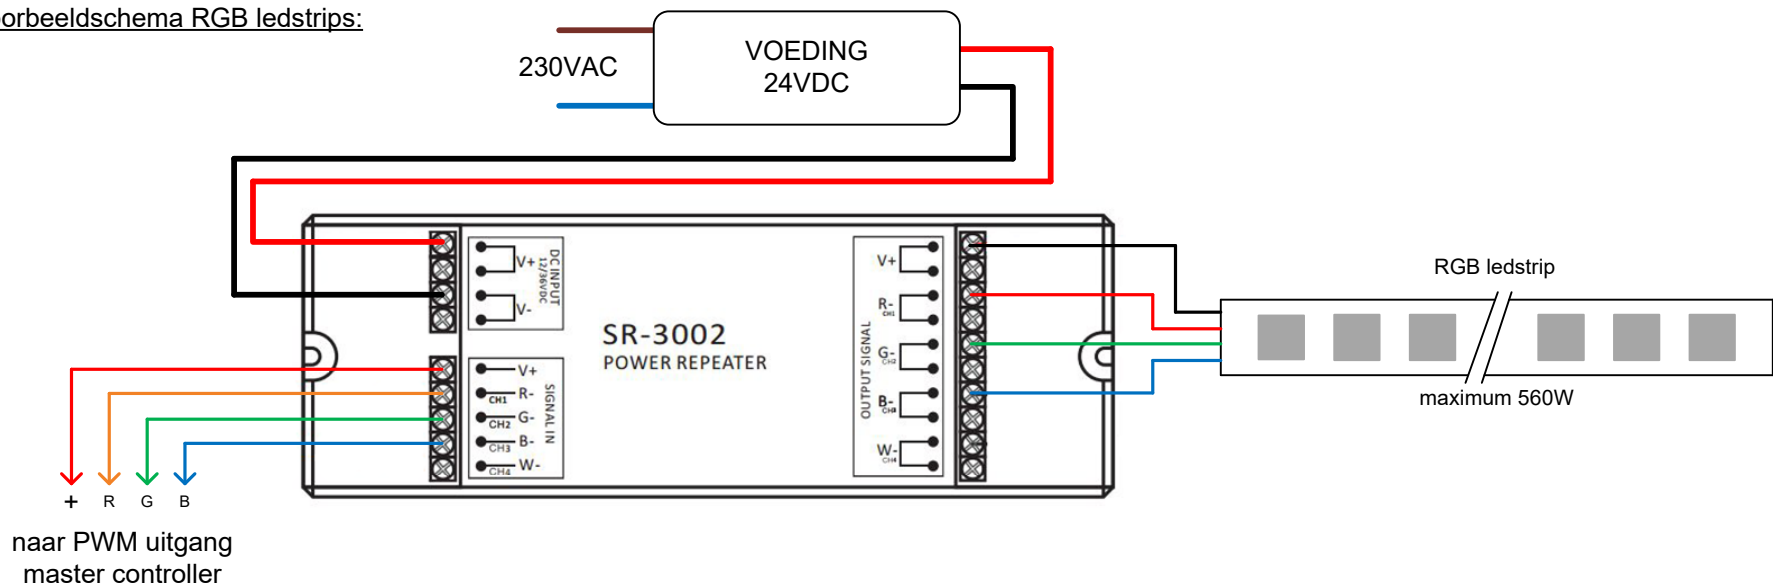 orbeeldschema RGB ledstrips:
230VAC
VOEDING
24VDC
V+
V-
DC INPUT
12/36VDC
SR-3002
POWER REPEATER
V+
CH1 R-
CH2 G-
CH3 B-
CH4 W-
SIGNAL IN
OUTPUT SIGNAL
V+
R-
CH1
G-
CH2
B-
CH3
W-
CH4
RGB ledstrip
maximum 560W
+ R G B
naar PWM uitgang
master controller